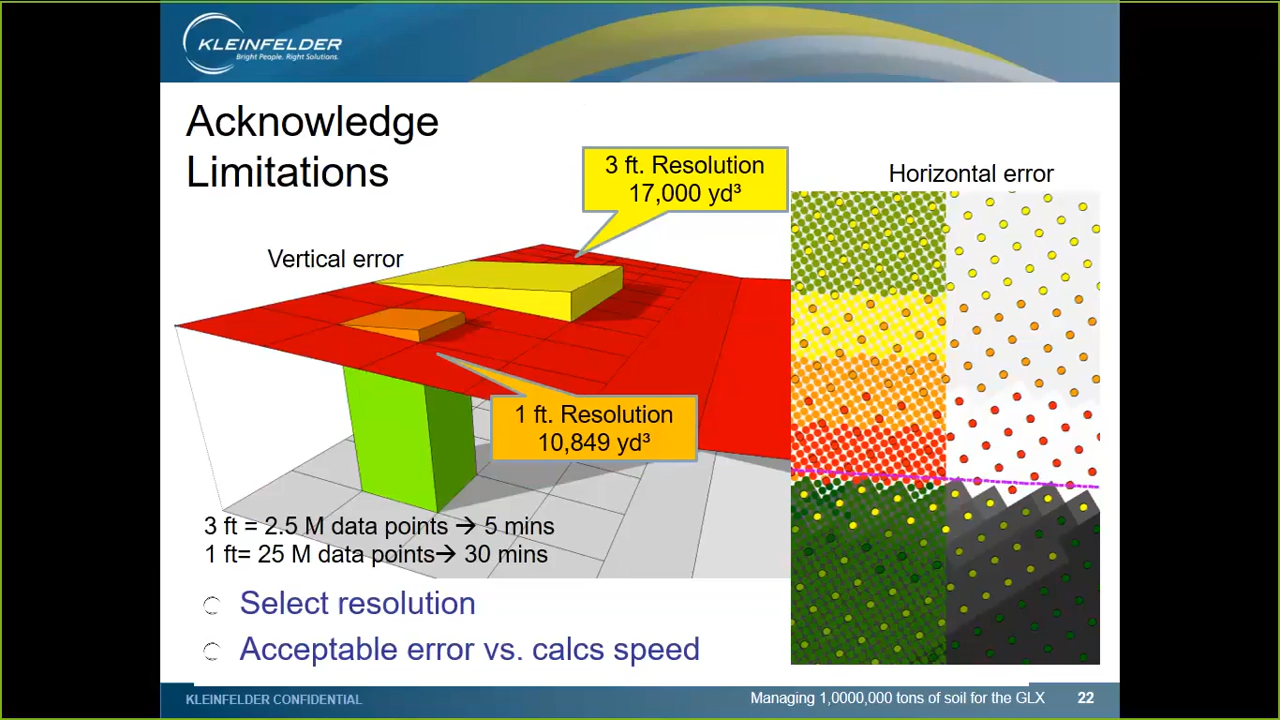 KLEINFELDER
Bright People. Right Solutions.
Acknowledge
Limitations
3 ft. Resolution
17,000 yd³
Horizontal error
Vertical error
1 ft. Resolution
10,849 yd³
3 ft = 2.5 M data points → 5 mins
1 ft= 25 M data points→ 30 mins
Select resolution
Acceptable error vs. calcs speed
KLEINFELDER CONFIDENTIAL
Managing 1,0000,000 tons of soil for the GLX
22